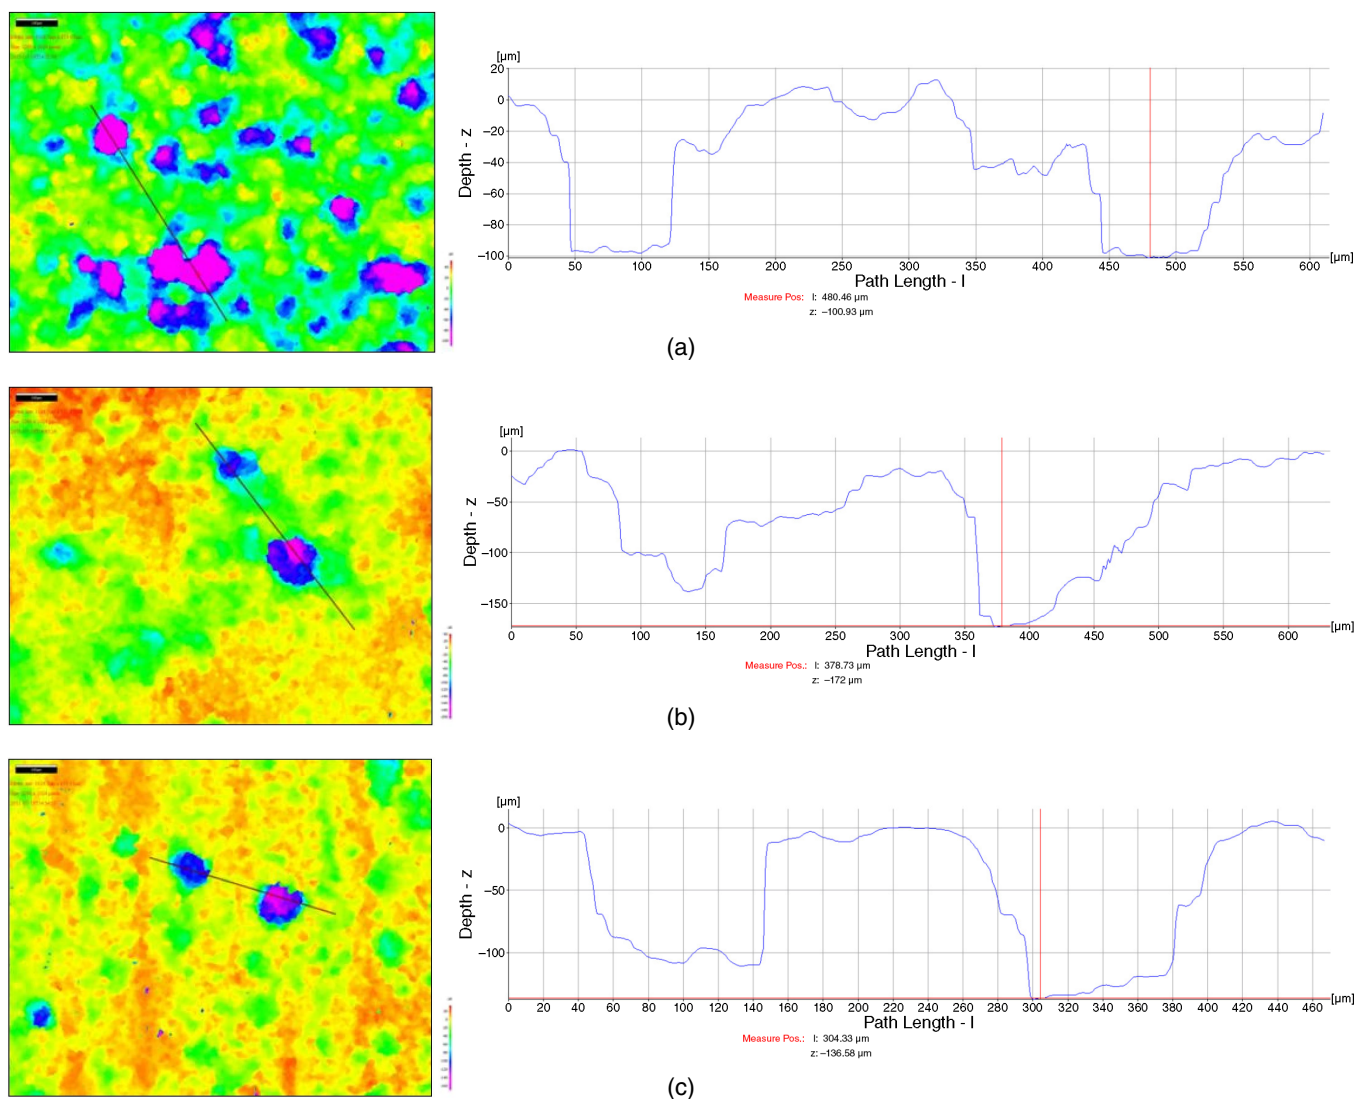 [µm]
20
0
−20
−40
−60
−80
−100
Depth - z
0 50 100 150 200 250 300 350 400 450 500 550 600 [µm]
Path Length - l
Measure Pos: l: 480.46 µm
z: −100.93 µm
(a)
[µm]
0
−50
−100
−150
Depth - z
0 50 100 150 200 250 300 350 400 450 500 550 600 [µm]
Path Length - l
Measure Pos.: l: 378.73 µm
z: −172 µm
(b)
[µm]
0
−50
−100
Depth - z
0 20 40 60 80 100 120 140 160 180 200 220 240 260 280 300 320 340 360 380 400 420 440 460 [µm]
Path Length - l
Measure Pos.: l: 304.33 µm
z: −136.58 µm
(c)